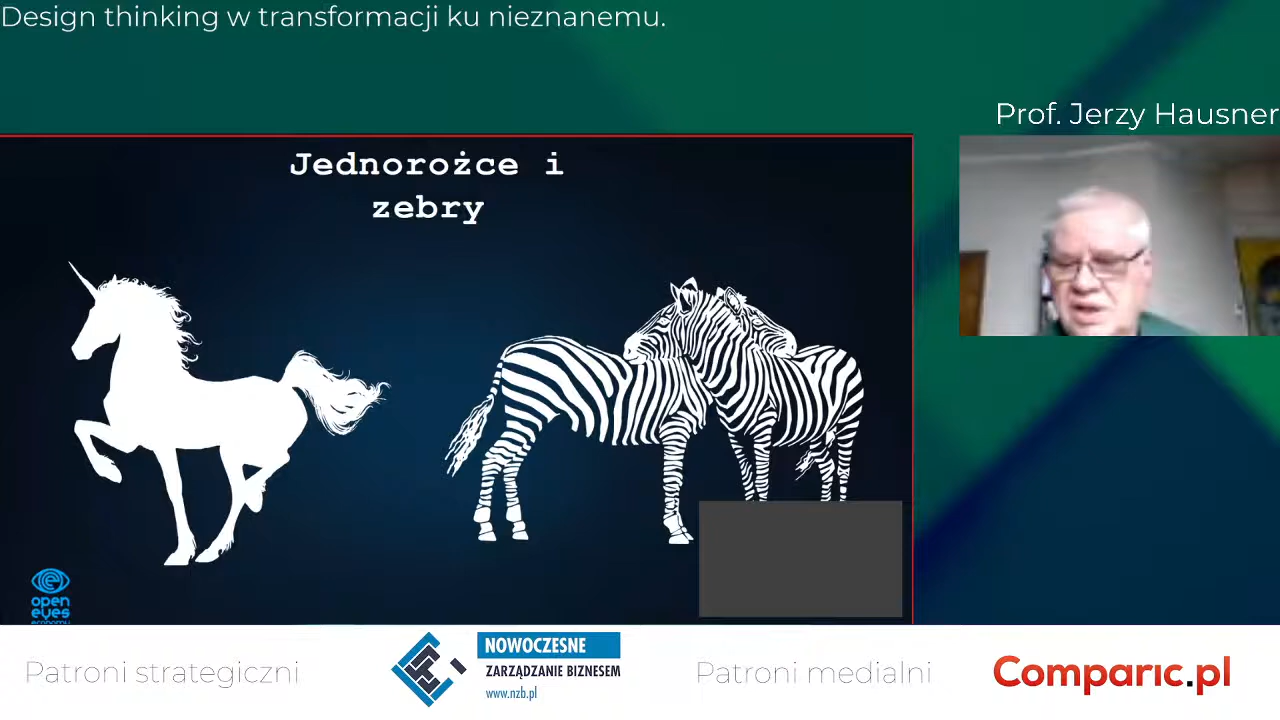 Design thinking w transformacji ku nieznanemu.
Prof. Jerzy Hausner
Jednorożce i
zebry
open
eyes
economy
Patroni strategiczni
NOWOCZESNE
ZARZĄDZANIE BIZNESEM
www.nzb.pl
Patroni medialni
Comparic.pl